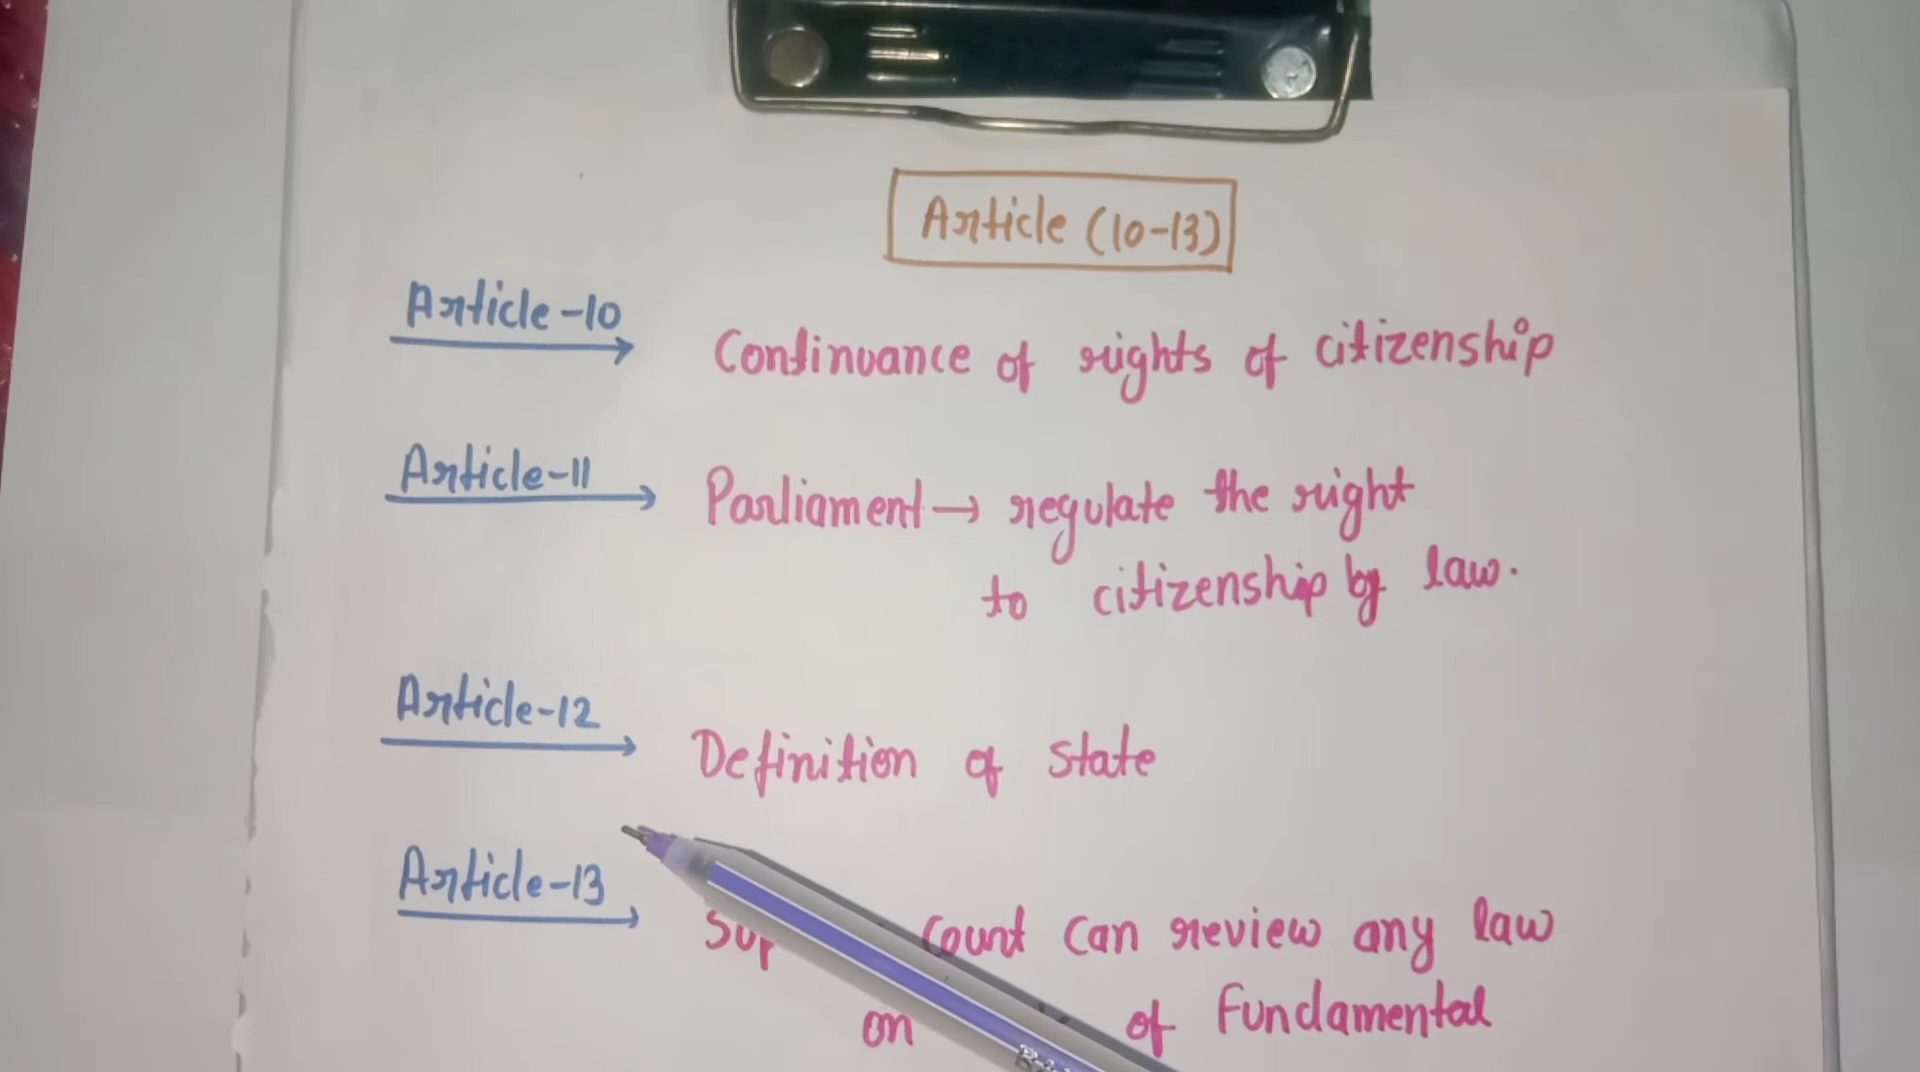 Article (10-13)
Article-10
Continuance of rights of citizenship
Article-11
Parliament → regulate the right
to citizenship by law.
Article-12
Definition of state
Article-13
Court can review any law
on of Fundamental